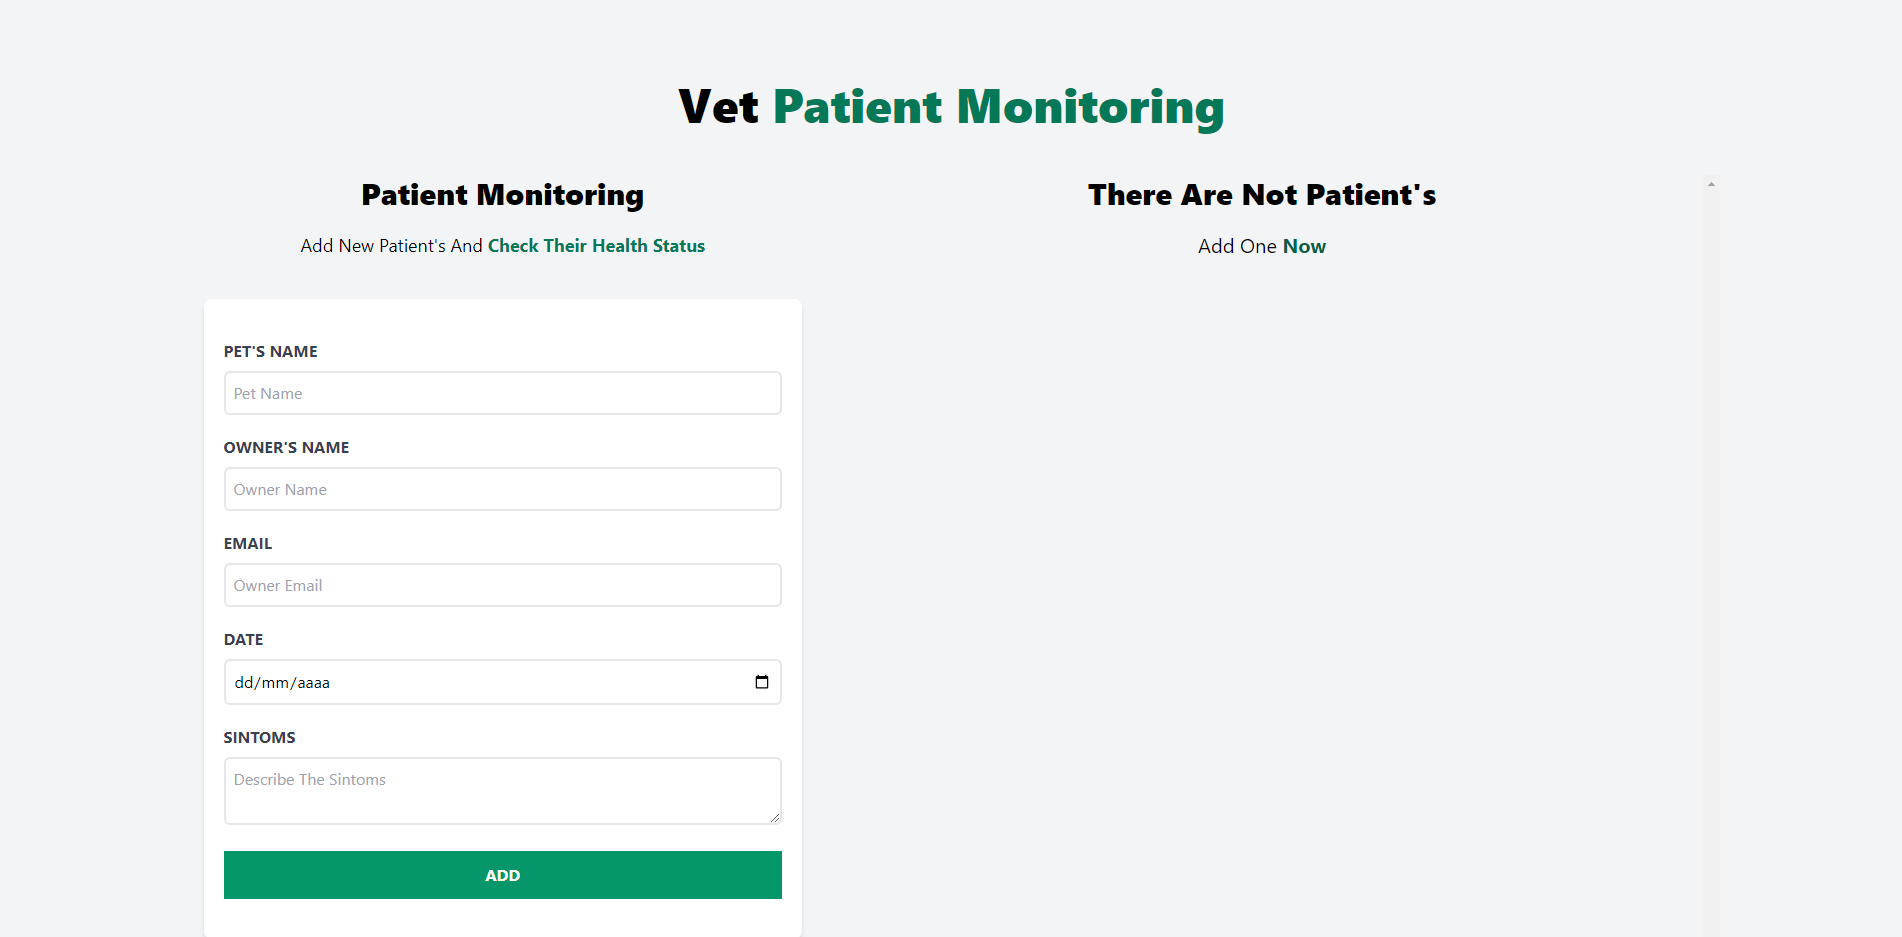 Vet Patient Monitoring
Patient Monitoring
Add New Patient's And Check Their Health Status
PET'S NAME
Pet Name
OWNER'S NAME
Owner Name
EMAIL
Owner Email
DATE
dd/mm/aaaa
SINTOMS
Describe The Sintoms
ADD
There Are Not Patient's
Add One Now